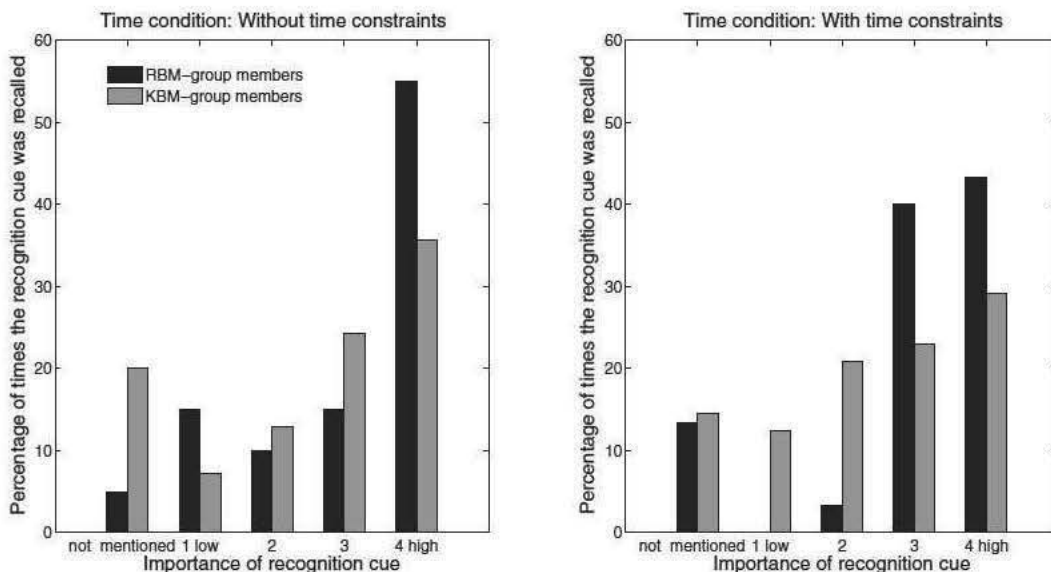 Time condition: Without time constraints
Percentage of times the recognition cue was recalled
60
50
40
30
20
10
0
RBM-group members
KBM-group members
not mentioned 1 low 2 3 4 high
Importance of recognition cue
Time condition: With time constraints
Percentage of times the recognition cue was recalled
60
50
40
30
20
10
0
not mentioned 1 low 2 3 4 high
Importance of recognition cue